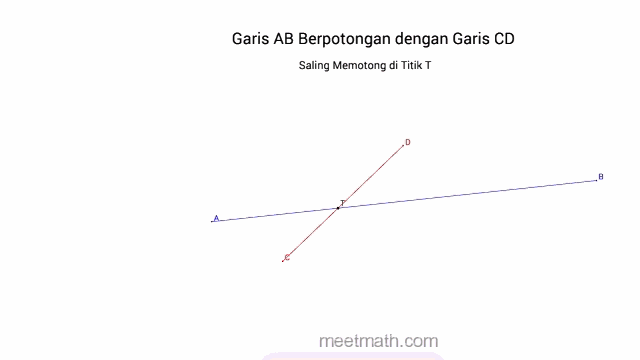 Garis AB Berpotongan dengan Garis CD
Saling Memotong di Titik T
D
B
T
A
C
meetmath.com